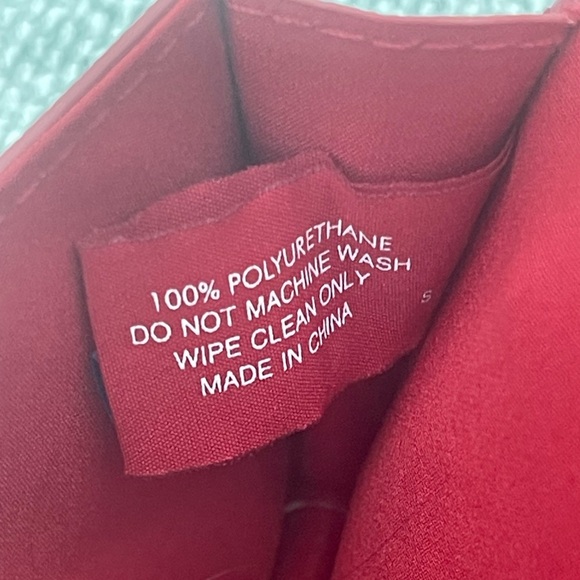 100% POLYURETHANE
DO NOT MACHINE WASH
WIPE CLEAN ONLY
MADE IN CHINA
S